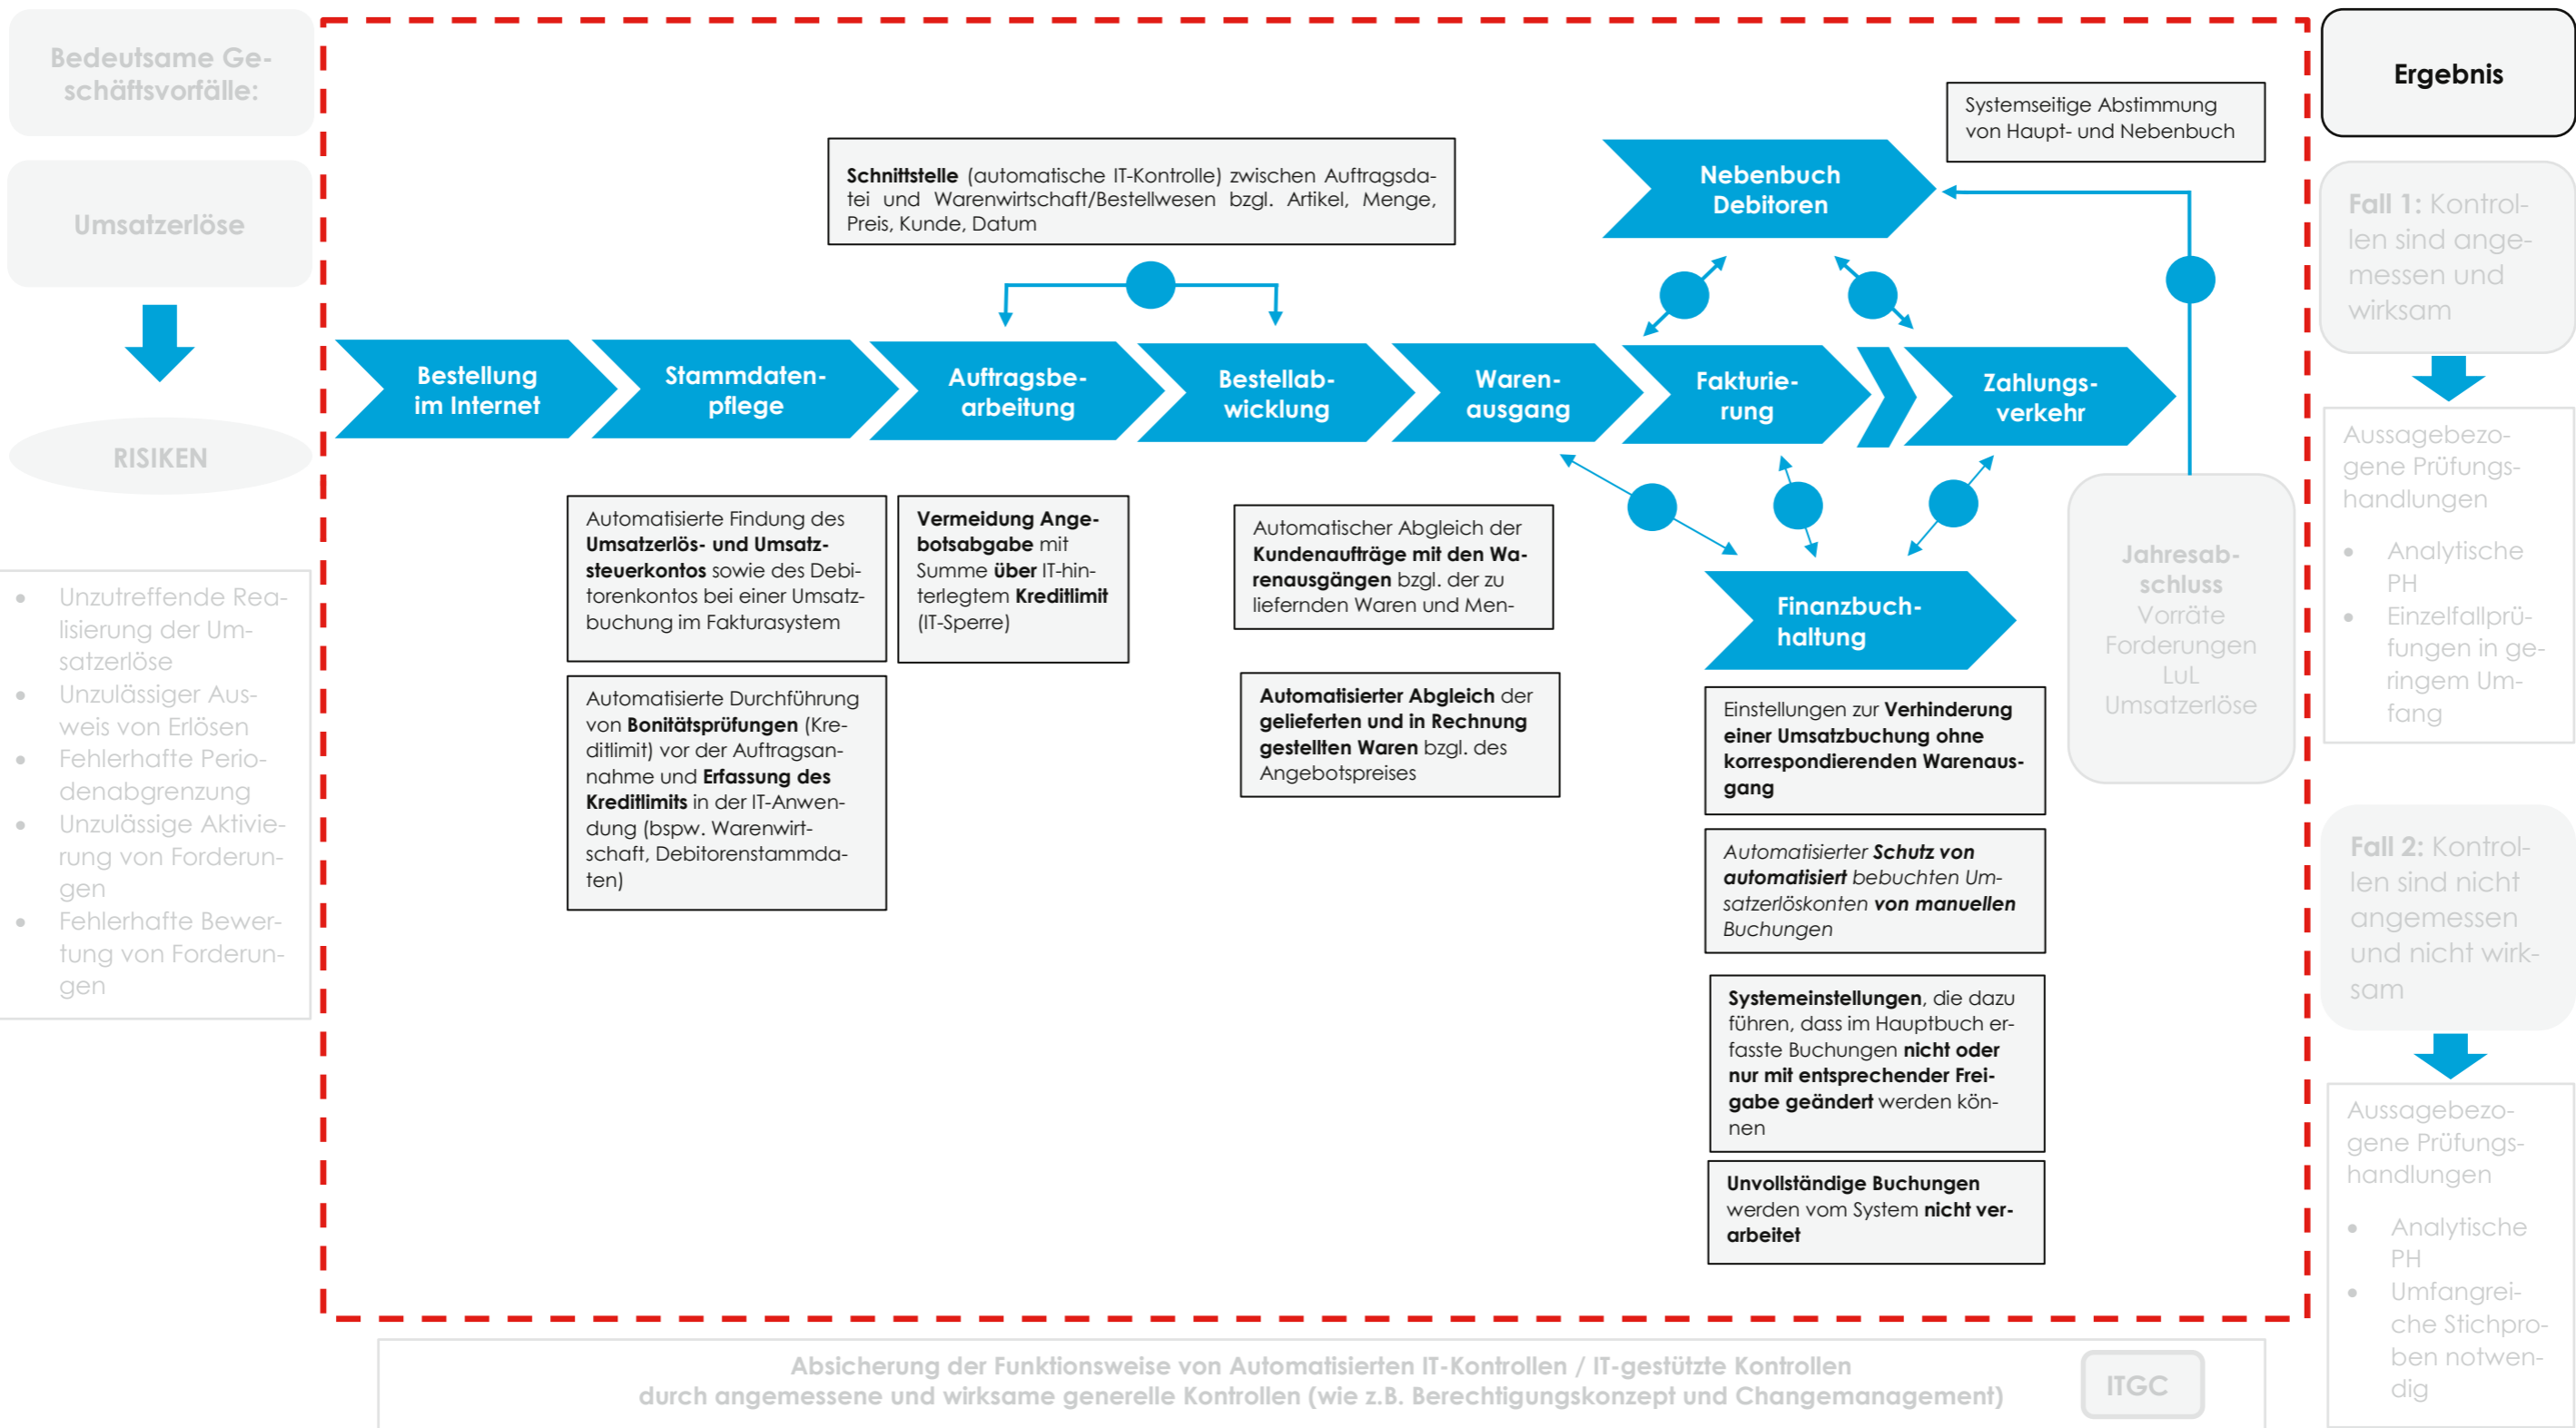 Bedeutsame Ge-
schäftsvorfälle:
Umsatzerlöse
RISIKEN
• Unzutreffende Rea-
lisierung der Um-
satzerlöse
• Unzulässiger Aus-
weis von Erlösen
• Fehlerhafte Perio-
denabgrenzung
• Unzulässige Aktivie-
rung von Forderun-
gen
• Fehlerhafte Bewer-
tung von Forderun-
gen
Schnittstelle (automatische IT-Kontrolle) zwischen Auftragsda-
tei und Warenwirtschaft/Bestellwesen bzgl. Artikel, Menge,
Preis, Kunde, Datum
Nebenbuch
Debitoren
Systemseitige Abstimmung
von Haupt- und Nebenbuch
Bestellung
im Internet
Stammdaten-
pflege
Auftragsbe-
arbeitung
Bestellab-
wicklung
Waren-
ausgang
Fakturie-
rung
Zahlungs-
verkehr
Automatisierte Findung des
Umsatzerlös- und Umsatz-
steuerkontos sowie des Debi-
torenkontos bei einer Umsatz-
buchung im Fakturasystem
Automatisierte Durchführung
von Bonitätsprüfungen (Kre-
ditlimit) vor der Auftragsan-
nahme und Erfassung des
Kreditlimits in der IT-Anwen-
dung (bspw. Warenwirt-
schaft, Debitorenstammda-
ten)
Vermeidung Ange-
botsabgabe mit
Summe über IT-hin-
terlegtem Kreditlimit
(IT-Sperre)
Automatischer Abgleich der
Kundenaufträge mit den Wa-
renausgängen bzgl. der zu
liefernden Waren und Men-
Automatisierter Abgleich der
gelieferten und in Rechnung
gestellten Waren bzgl. des
Angebotspreises
Finanzbuch-
haltung
Einstellungen zur Verhinderung
einer Umsatzbuchung ohne
korrespondierenden Warenaus-
gang
Automatisierter Schutz von
automatisiert bebuchten Um-
satzerlöskonten von manuellen
Buchungen
Systemeinstellungen, die dazu
führen, dass im Hauptbuch er-
fasste Buchungen nicht oder
nur mit entsprechender Frei-
gabe geändert werden kön-
nen
Unvollständige Buchungen
werden vom System nicht ver-
arbeitet
Jahresab-
schluss
Vorräte
Forderungen
LuL
Umsatzerlöse
Ergebnis
Fall 1: Kontrol-
len sind ange-
messen und
wirksam
Aussagebezo-
gene Prüfungs-
handlungen
• Analytische
PH
• Einzelfallprü-
fungen in ge-
ringem Um-
fang
Fall 2: Kontrol-
len sind nicht
angemessen
und nicht wirk-
sam
Aussagebezo-
gene Prüfungs-
handlungen
• Analytische
PH
• Umfangrei-
che Stichpro-
ben notwen-
dig
Absicherung der Funktionsweise von Automatisierten IT-Kontrollen / IT-gestützte Kontrollen
durch angemessene und wirksame generelle Kontrollen (wie z.B. Berechtigungskonzept und Changemanagement)
ITGC